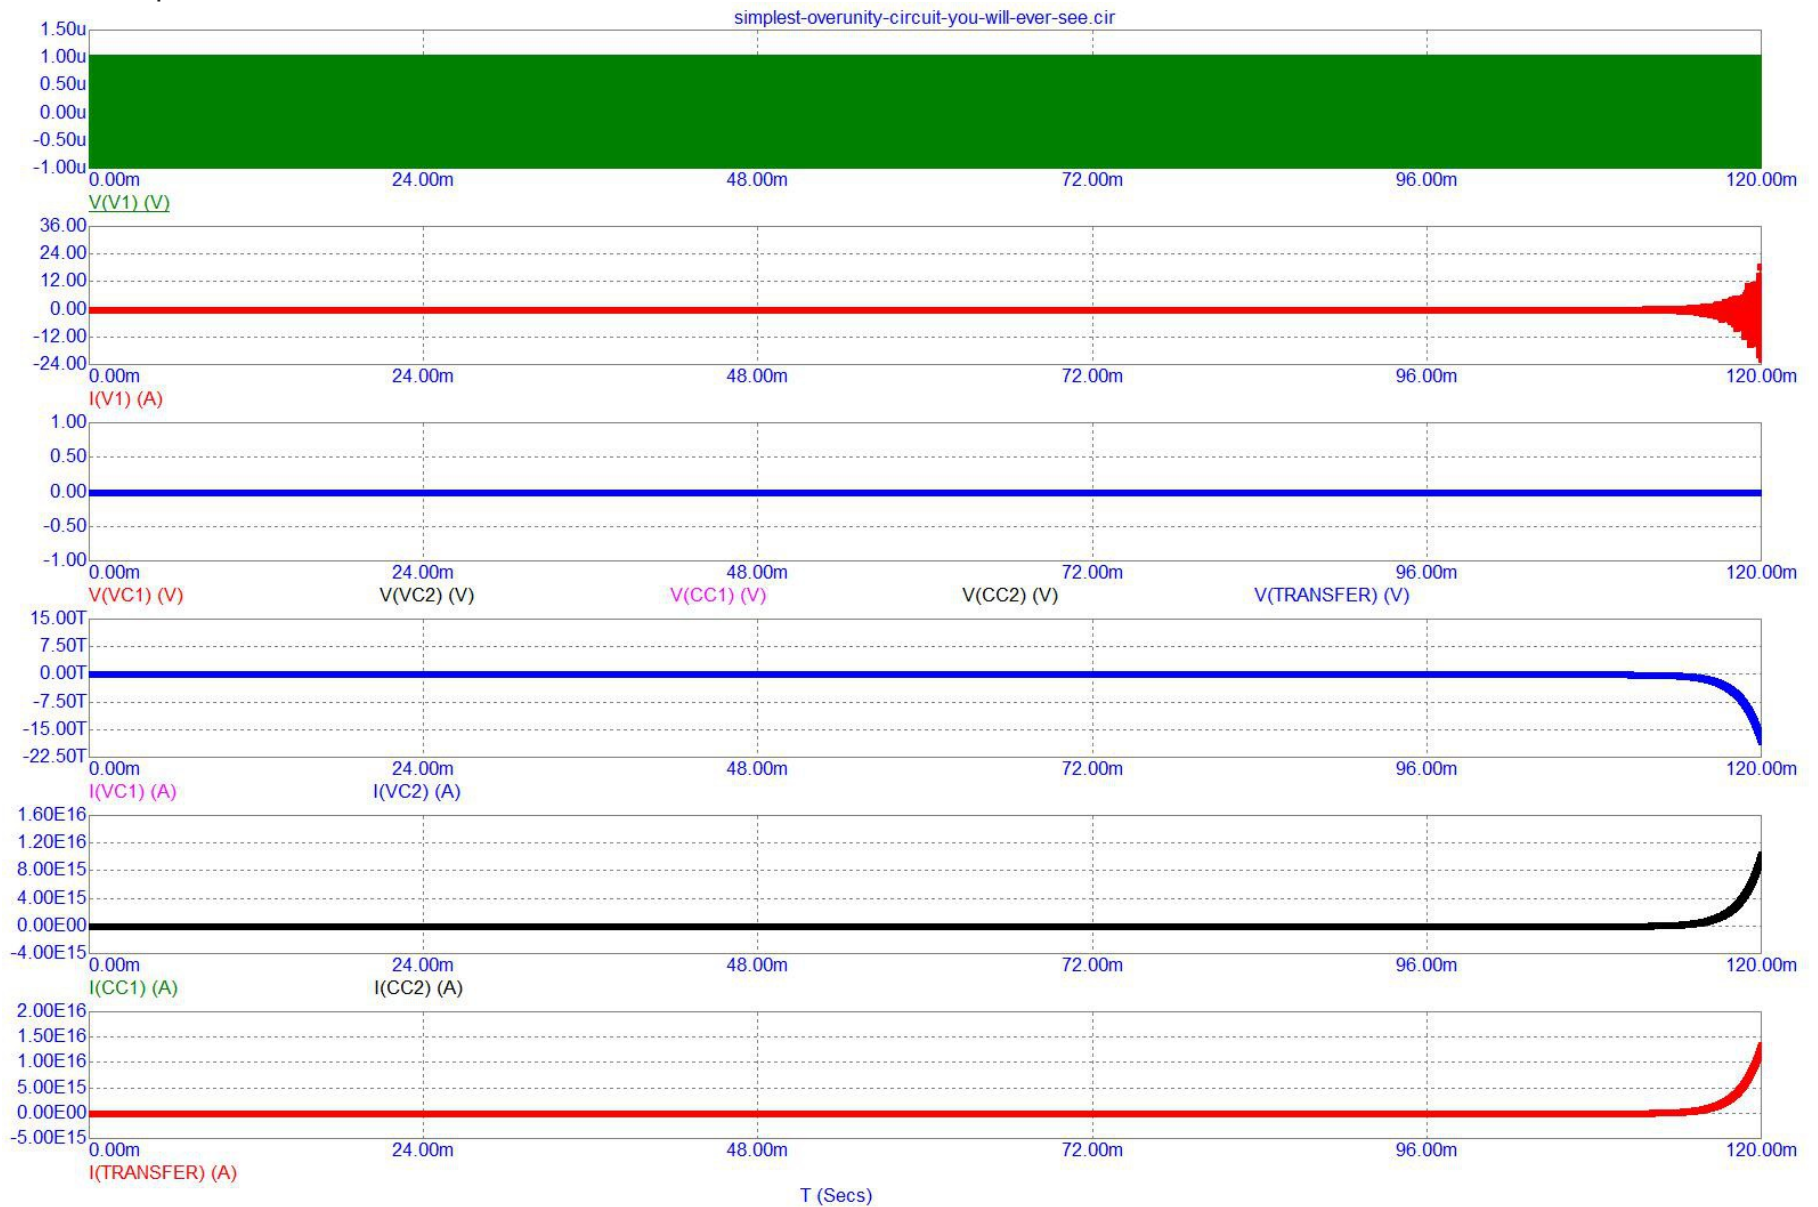 simplest-overunity-circuit-you-will-ever-see.cir
1.50u
1.00u
0.50u
0.00u
-0.50u
-1.00u
0.00m 24.00m 48.00m 72.00m 96.00m 120.00m
V(V1) (V)
36.00
24.00
12.00
0.00
-12.00
-24.00
0.00m 24.00m 48.00m 72.00m 96.00m 120.00m
I(V1) (A)
1.00
0.50
0.00
-0.50
-1.00
0.00m 24.00m 48.00m 72.00m 96.00m 120.00m
V(VC1) (V) V(VC2) (V) V(CC1) (V) V(CC2) (V) V(TRANSFER) (V)
15.00T
7.50T
0.00T
-7.50T
-15.00T
-22.50T
0.00m 24.00m 48.00m 72.00m 96.00m 120.00m
I(VC1) (A) I(VC2) (A)
1.60E16
1.20E16
8.00E15
4.00E15
0.00E00
-4.00E15
0.00m 24.00m 48.00m 72.00m 96.00m 120.00m
I(CC1) (A) I(CC2) (A)
2.00E16
1.50E16
1.00E16
5.00E15
0.00E00
-5.00E15
0.00m 24.00m 48.00m 72.00m 96.00m 120.00m
I(TRANSFER) (A)
T (Secs)